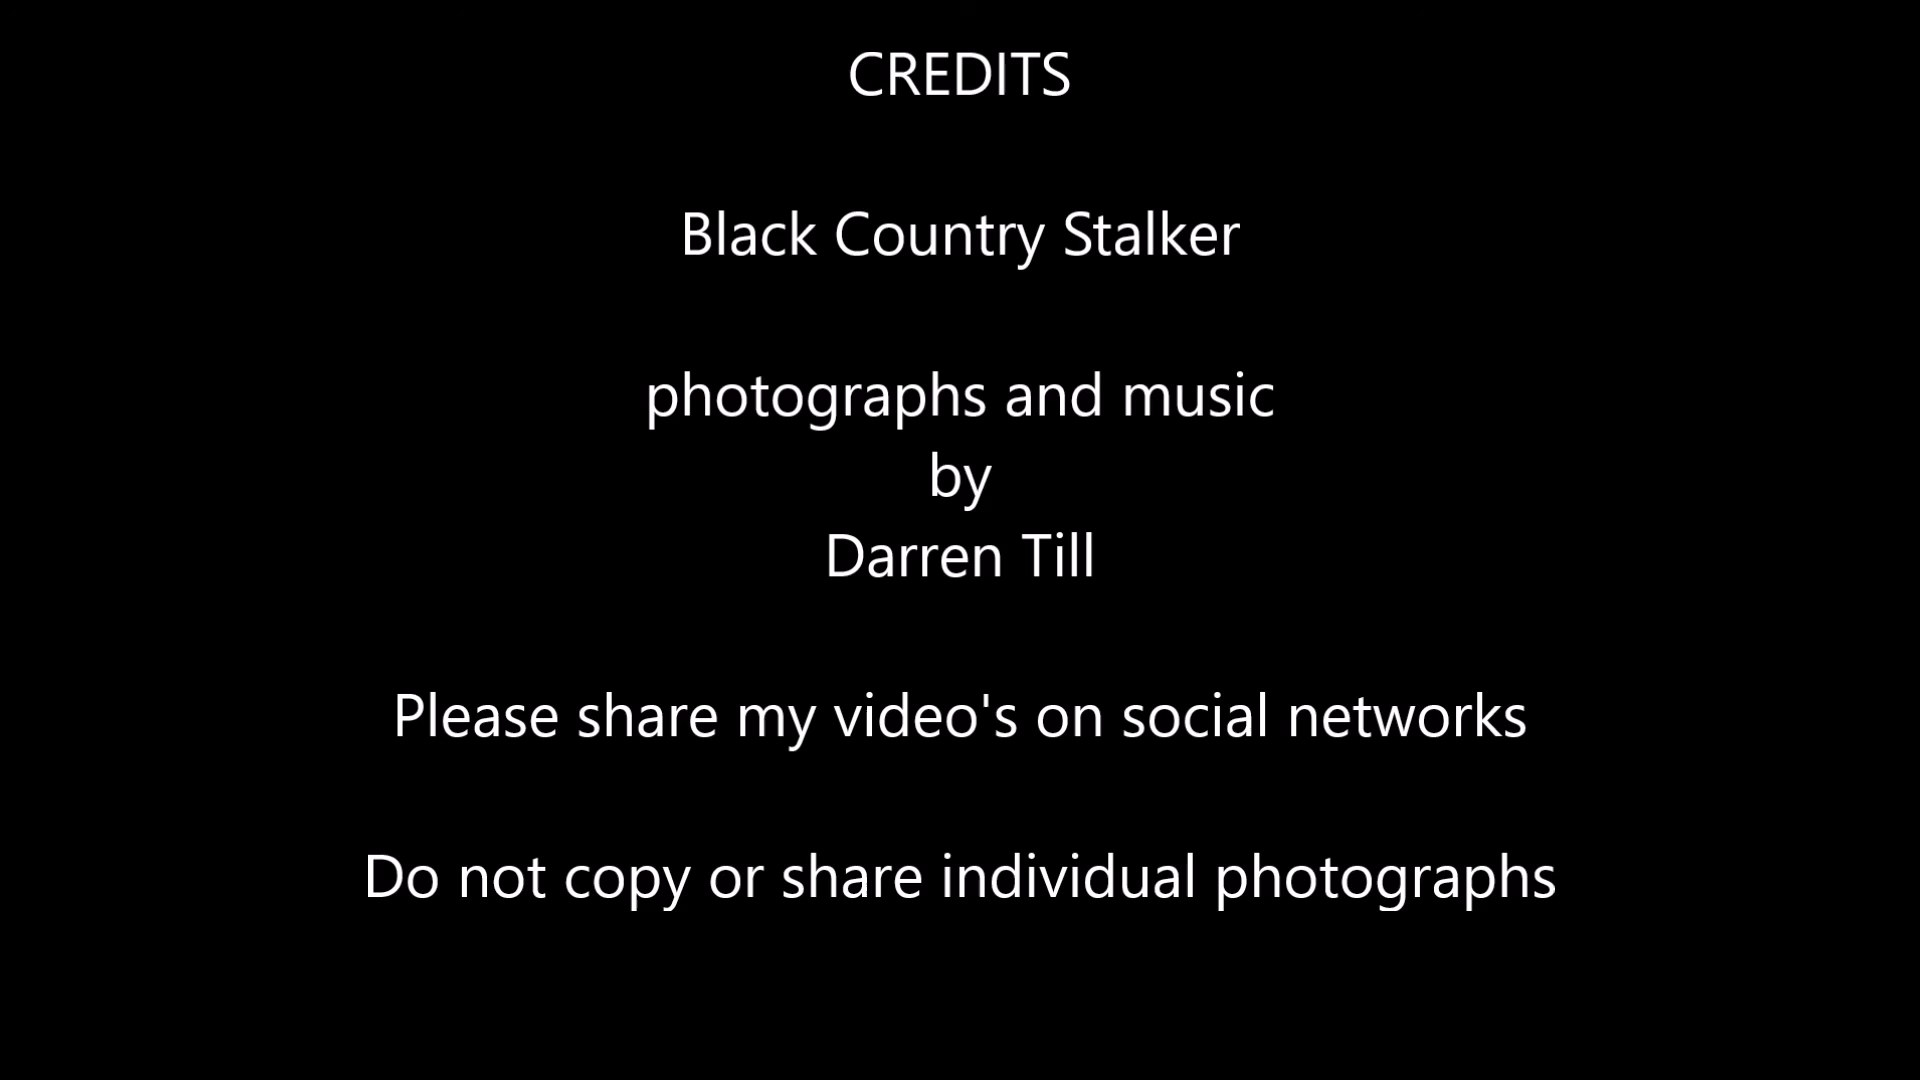 CREDITS
Black Country Stalker
photographs and music
by
Darren Till
Please share my video's on social networks
Do not copy or share individual photographs